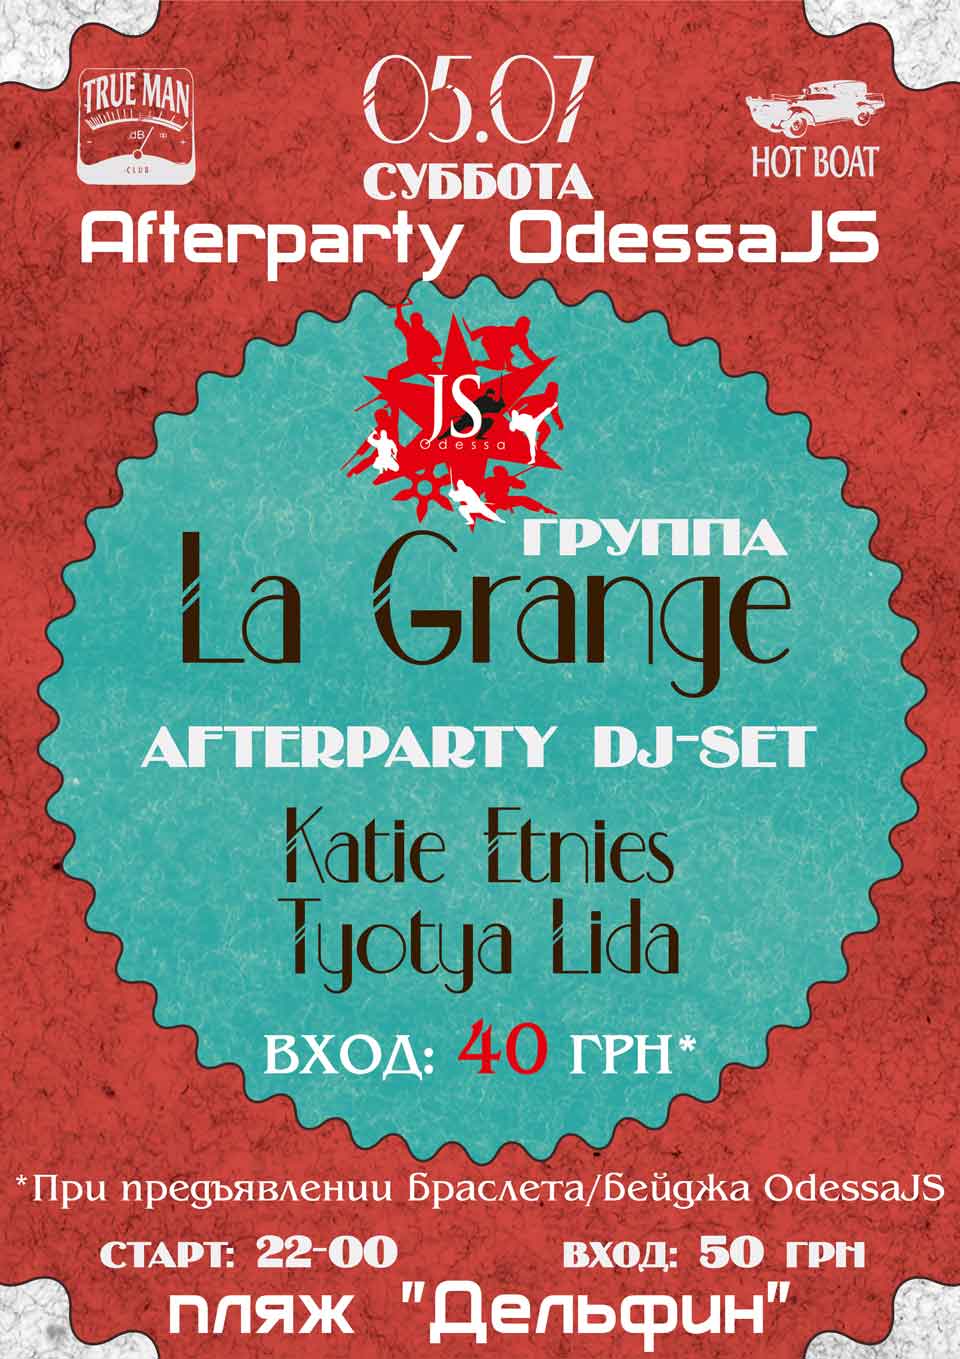 TRUE MAN
dB
- +
CLUB
05.07
СУББОТА
HOT BOAT
Afterparty OdessaJS
JS
Odessa
ГРУППА
La Grange
AFTERPARTY DJ-SET
Katie Etnies
Tyotya Lida
ВХОД: 40 ГРН*
*При предъявлении браслета/бейджа OdessaJS
СТАРТ: 22-00
ВХОД: 50 ГРН
пляж "Дельфин"